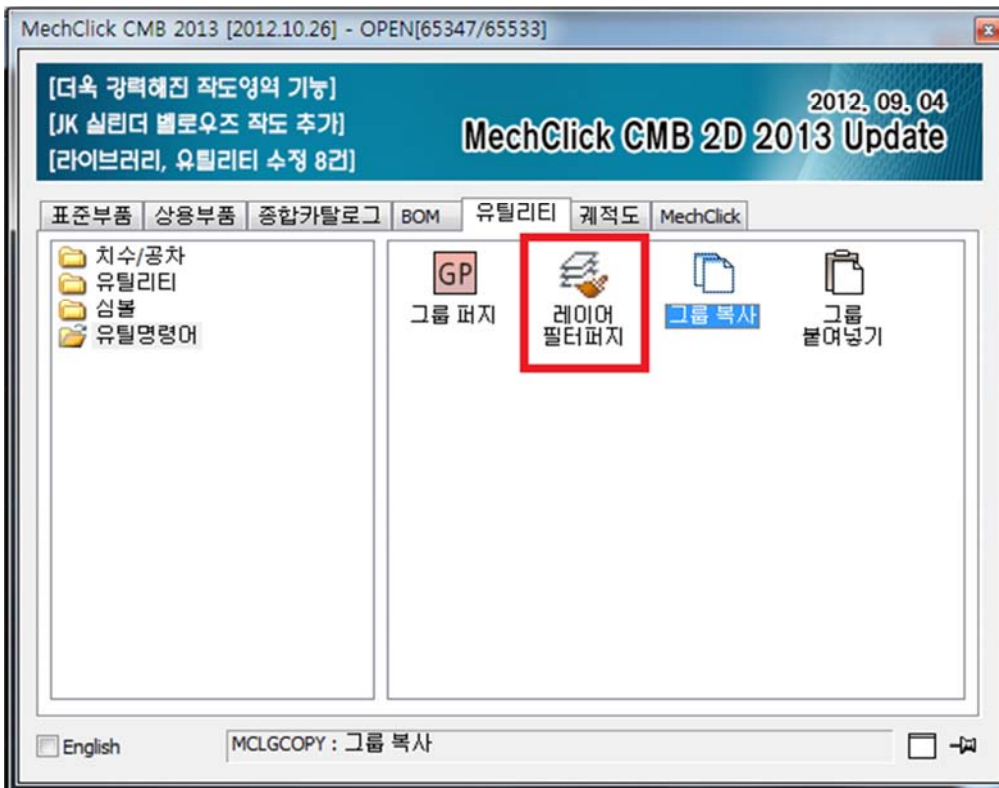 MechClick CMB 2013 [2012.10.26] - OPEN[65347/65533]
[더욱 강력해진 작도영역 기능]
[JK 실린더 벨로우즈 작도 추가]
[라이브러리, 유틸리티 수정 8건]
2012. 09. 04
MechClick CMB 2D 2013 Update
표준부품 상용부품 종합카탈로그 BOM 유틸리티 궤적도 MechClick
치수/공차
유틸리티
심볼
유틸명령어
GP
그룹 퍼지
레이어
필터퍼지
그룹 복사
그룹
붙여넣기
English
MCLGCOPY : 그룹 복사